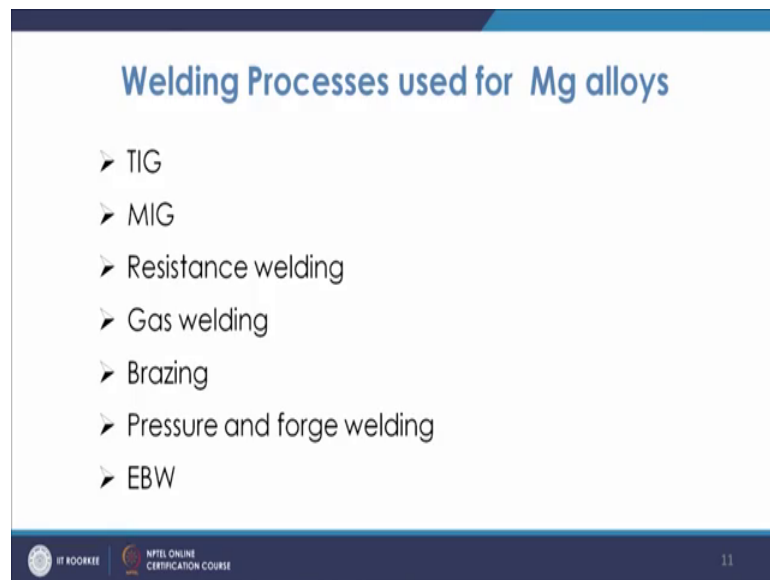 Welding Processes used for Mg alloys
➢ TIG
➢ MIG
➢ Resistance welding
➢ Gas welding
➢ Brazing
➢ Pressure and forge welding
➢ EBW
IIT ROORKEE
NPTEL ONLINE
CERTIFICATION COURSE
11